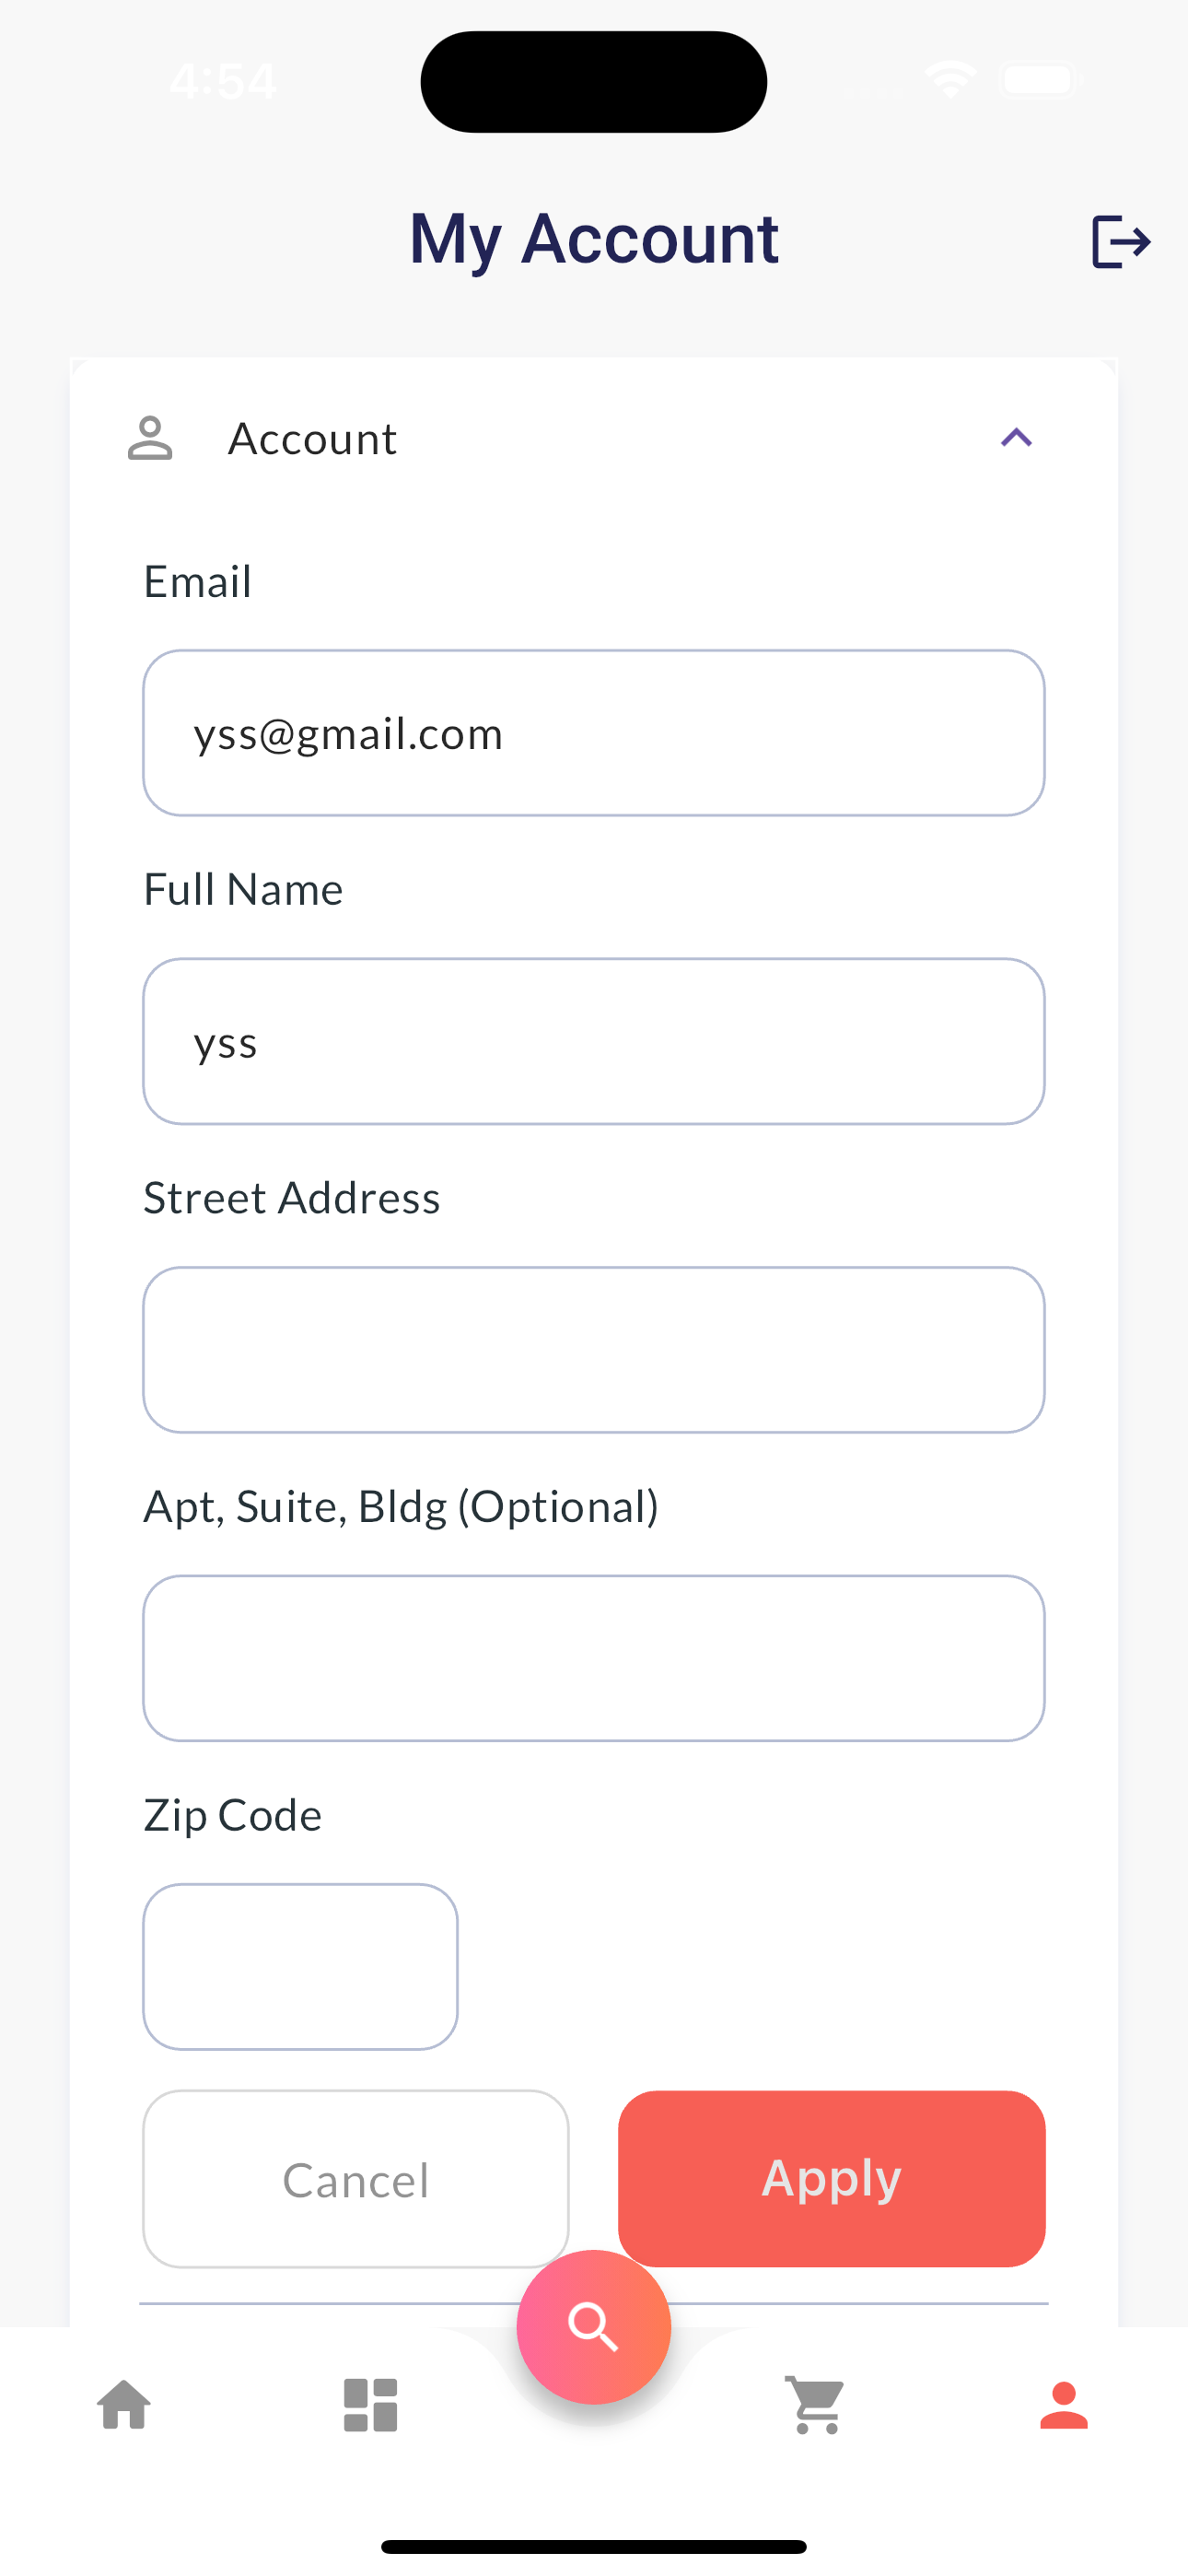 4:54
My Account
Account
Email
yss@gmail.com
Full Name
yss
Street Address
Apt, Suite, Bldg (Optional)
Zip Code
Cancel
Apply